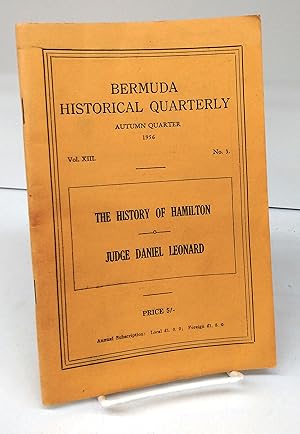 BERMUDA
HISTORICAL QUARTERLY
AUTUMN QUARTER
1956
Vol. XIII. No. 3.
THE HISTORY OF HAMILTON
o
JUDGE DANIEL LEONARD
PRICE 5/-
Annual Subscription: Local £1. 0. 0; Foreign £1. 5. 0